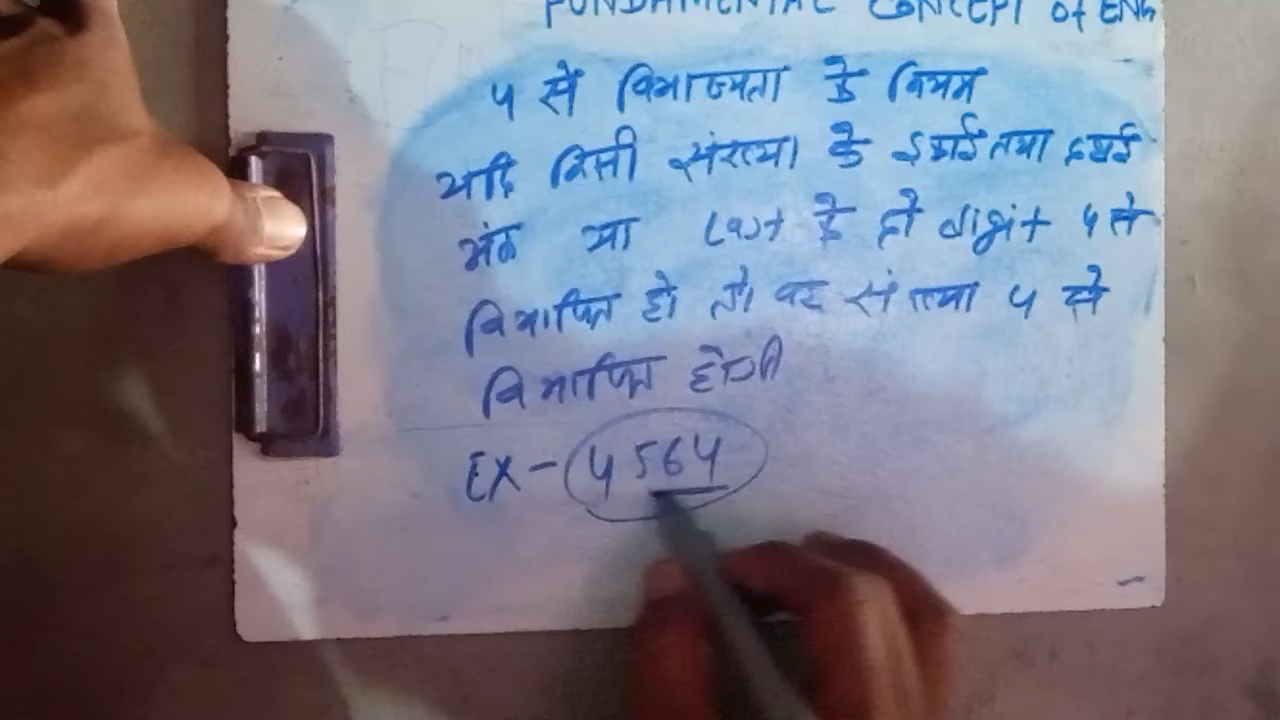 FUNDAMENTAL CONCEPT of ENG
4 से विभाज्यता के नियम
यदि किसी संख्या के इकाई तथा दहाई
अंक या Last के दो digit 4 से
विभाजित हो तो वह संख्या 4 से
विभाजित होगी
EX - 4564